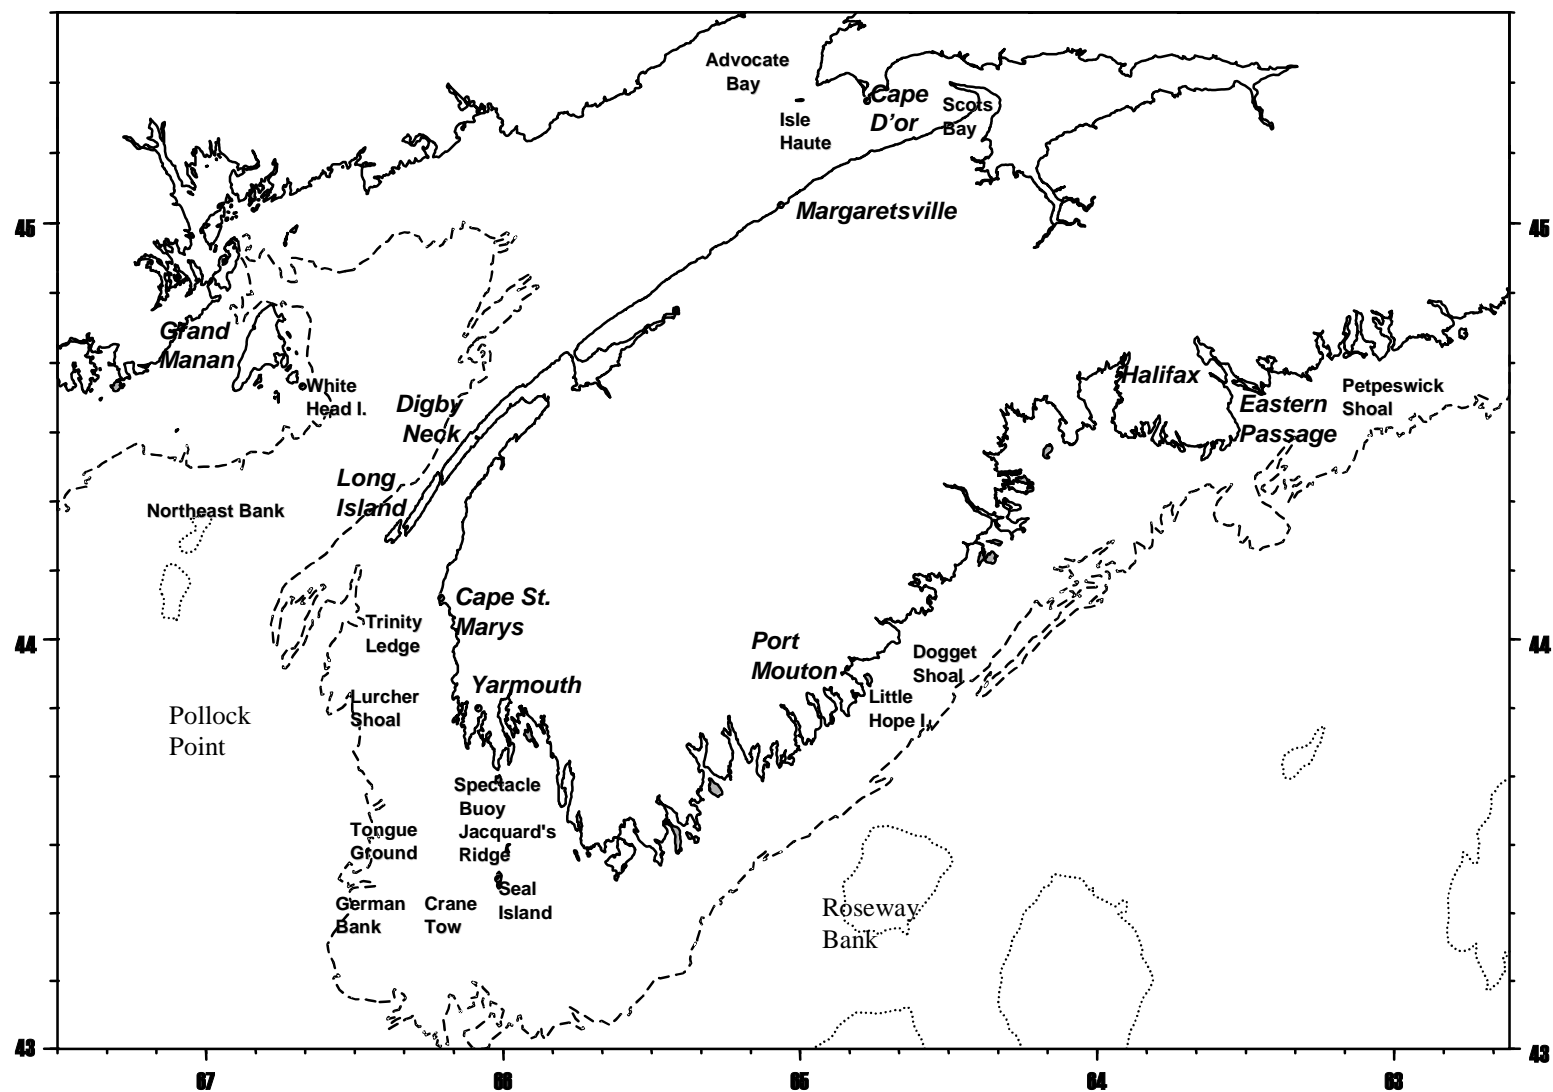 Advocate
Bay
Cape
D'or
Scots
Bay
Isle
Haute
Margaretsville
45
45
Grand
Manan
White
Head I.
Digby
Neck
Halifax
Eastern
Passage
Petpeswick
Shoal
Long
Island
Northeast Bank
Cape St.
Marys
Trinity
Ledge
44
44
Port
Mouton
Dogget
Shoal
Yarmouth
Lurcher
Shoal
Little
Hope I.
Pollock
Point
Spectacle
Buoy
Jacquard's
Ridge
Tongue
Ground
Seal
Island
German
Bank
Crane
Tow
Roseway
Bank
43
43
67
66
65
64
63